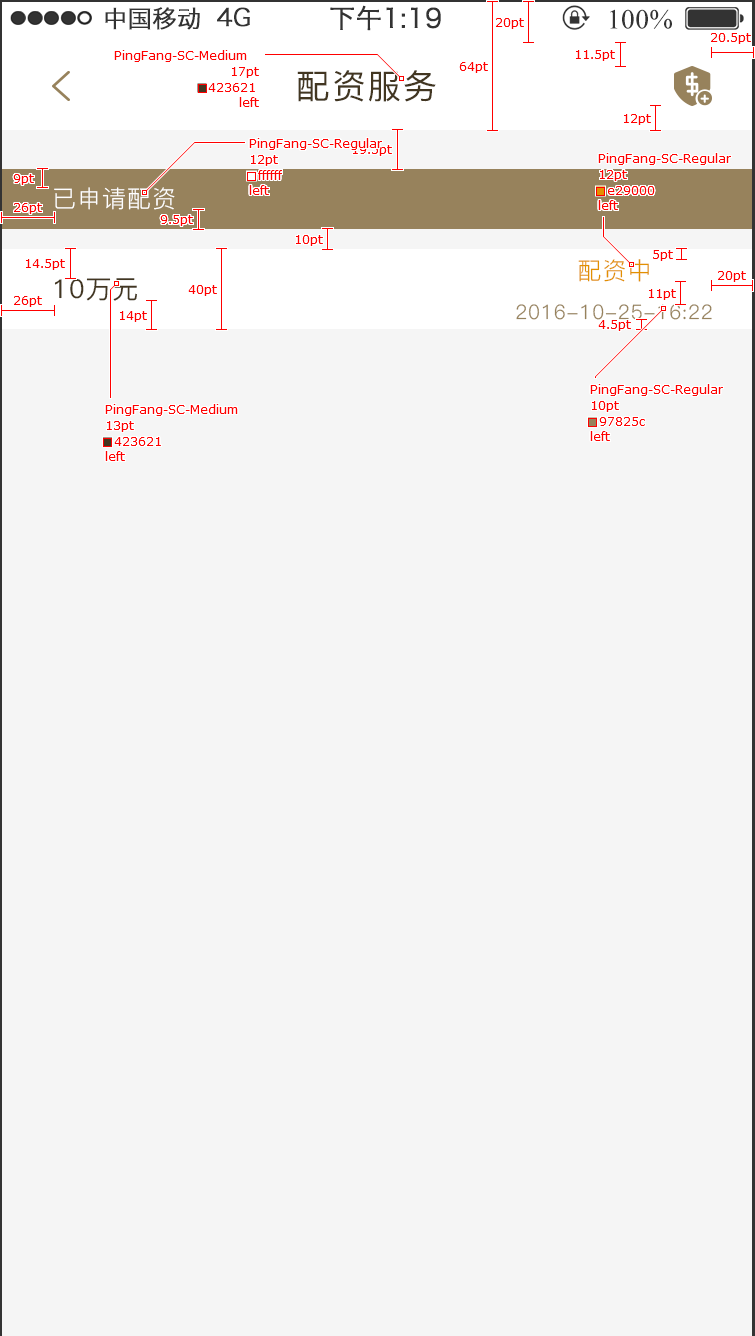 中国移动 4G 下午1:19 100%
20pt
20.5pt
PingFang-SC-Medium
17pt
423621
left
64pt
11.5pt
配资服务
12pt
PingFang-SC-Regular
12pt
ffffff
left
19.5pt
PingFang-SC-Regular
12pt
e29000
left
9pt
已申请配资
26pt
9.5pt
10pt
5pt
14.5pt
配资中
20pt
10万元
40pt
11pt
26pt
14pt
2016-10-25-16:22
4.5pt
PingFang-SC-Regular
10pt
97825c
left
PingFang-SC-Medium
13pt
423621
left